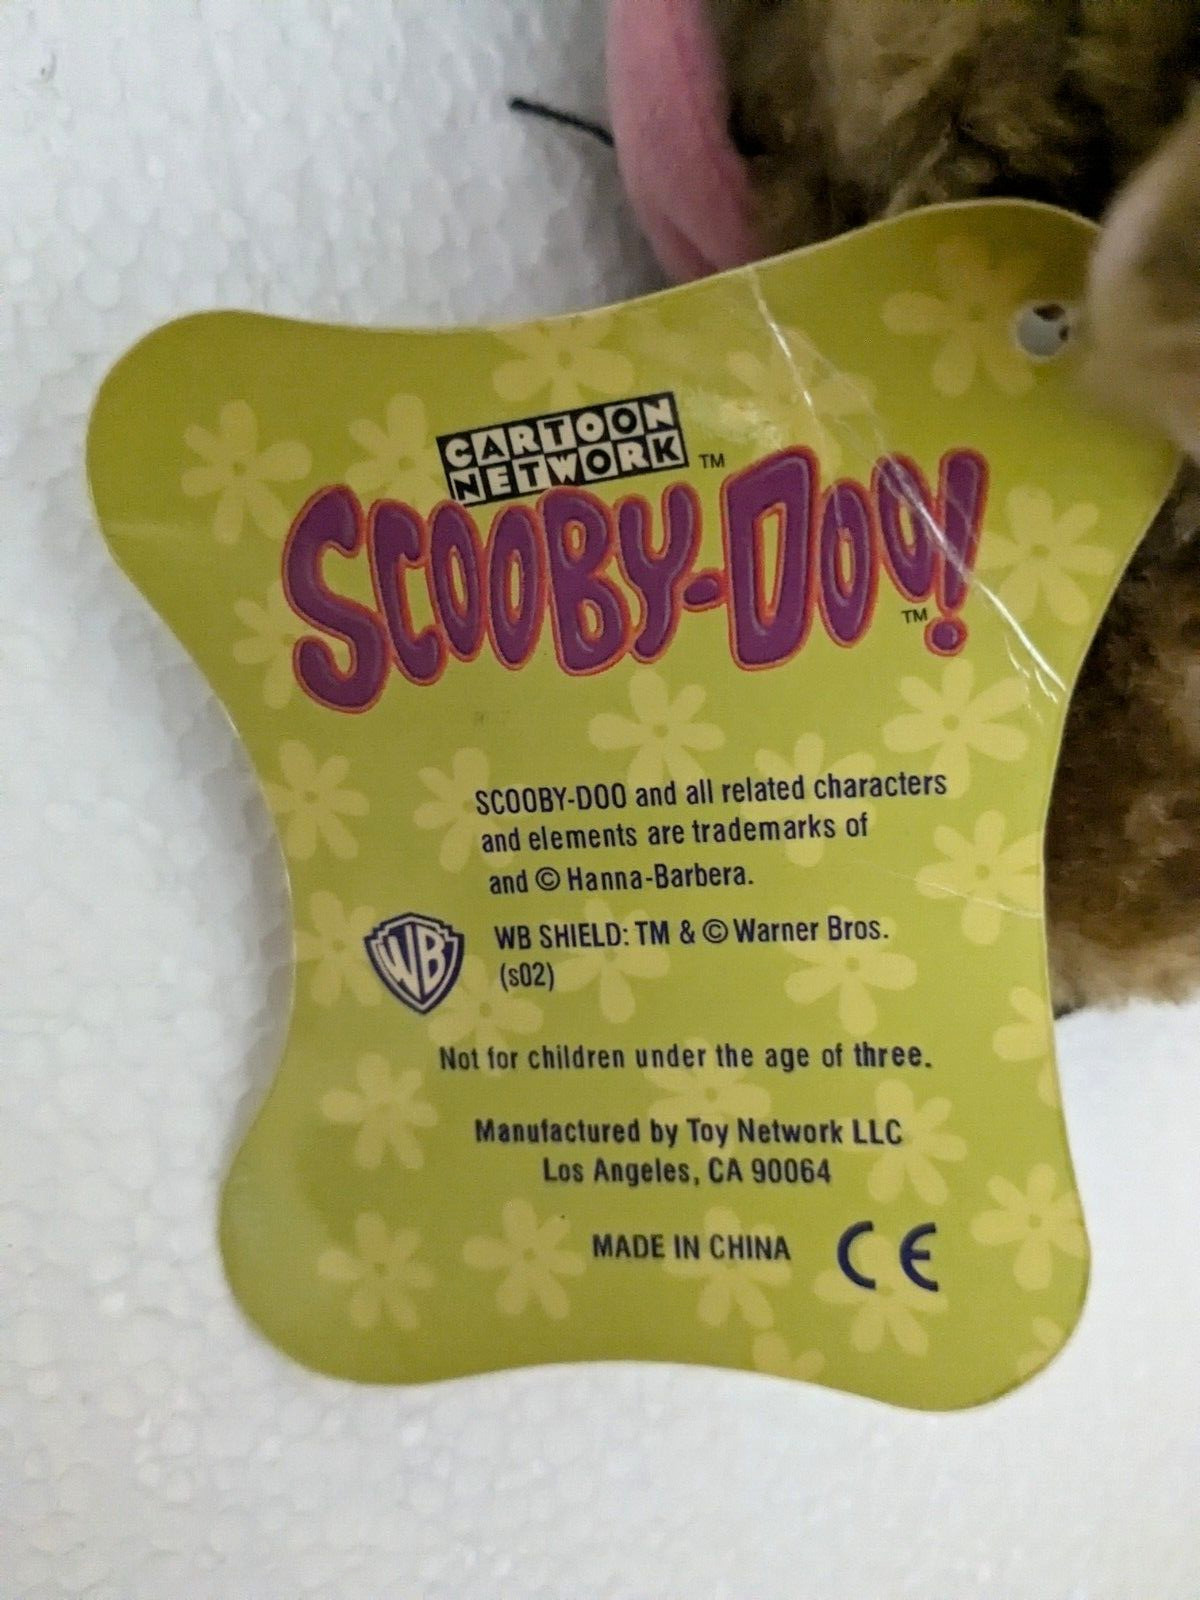 CARTOON
NETWORK TM
SCOOBY-DOO! TM
SCOOBY-DOO and all related characters
and elements are trademarks of
and © Hanna-Barbera.
WB
WB SHIELD: TM & © Warner Bros.
(s02)
Not for children under the age of three.
Manufactured by Toy Network LLC
Los Angeles, CA 90064
MADE IN CHINA CE